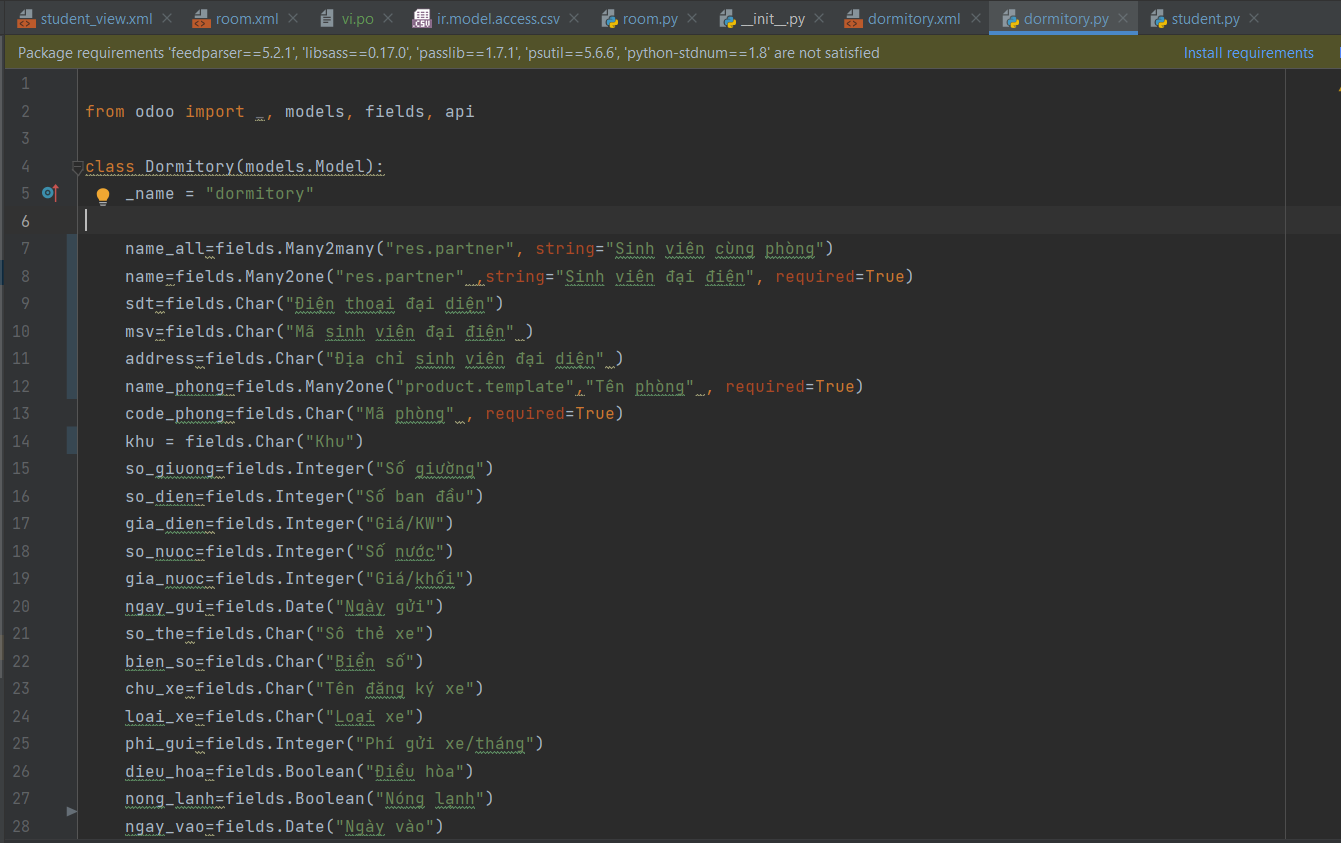 student_view.xml room.xml vi.po ir.model.access.csv room.py __init__.py dormitory.xml dormitory.py student.py
Package requirements 'feedparser==5.2.1', 'libsass==0.17.0', 'passlib==1.7.1', 'psutil==5.6.6', 'python-stdnum==1.8' are not satisfied Install requirements
1
2 from odoo import _, models, fields, api
3
4 class Dormitory(models.Model):
5 _name = "dormitory"
6
7 name_all=fields.Many2many("res.partner", string="Sinh viên cùng phòng")
8 name=fields.Many2one("res.partner" ,string="Sinh viên đại điện", required=True)
9 sdt=fields.Char("Điện thoại đại diện")
10 msv=fields.Char("Mã sinh viên đại điện" )
11 address=fields.Char("Địa chỉ sinh viên đại diện" )
12 name_phong=fields.Many2one("product.template","Tên phòng" , required=True)
13 code_phong=fields.Char("Mã phòng" , required=True)
14 khu = fields.Char("Khu")
15 so_giuong=fields.Integer("Số giường")
16 so_dien=fields.Integer("Số ban đầu")
17 gia_dien=fields.Integer("Giá/KW")
18 so_nuoc=fields.Integer("Số nước")
19 gia_nuoc=fields.Integer("Giá/khối")
20 ngay_gui=fields.Date("Ngày gửi")
21 so_the=fields.Char("Sô thẻ xe")
22 bien_so=fields.Char("Biển số")
23 chu_xe=fields.Char("Tên đăng ký xe")
24 loai_xe=fields.Char("Loại xe")
25 phi_gui=fields.Integer("Phí gửi xe/tháng")
26 dieu_hoa=fields.Boolean("Điều hòa")
27 nong_lanh=fields.Boolean("Nóng lạnh")
28 ngay_vao=fields.Date("Ngày vào")